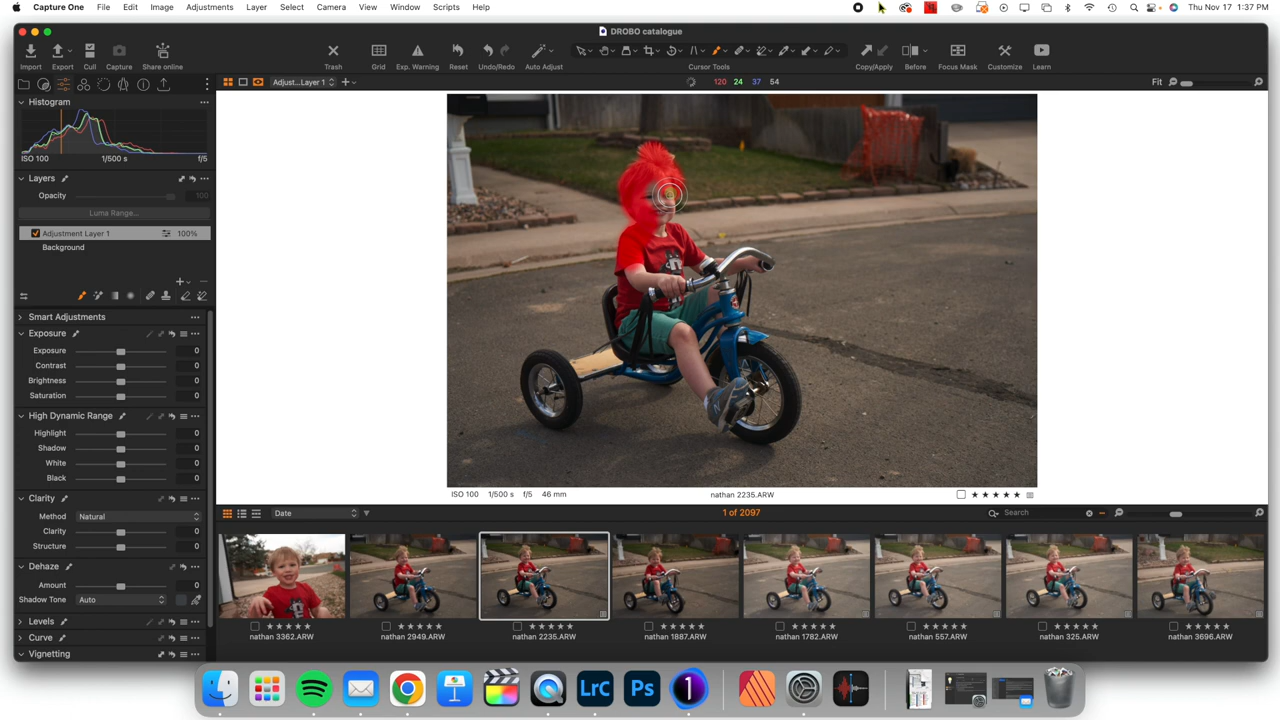 Capture One File Edit Image Adjustments Layer Select Camera View Window Scripts Help Thu Nov 17 1:37 PM
DROBO catalogue
Import Export Cull Capture Share online Trash Grid Exp. Warning Reset Undo/Redo Auto Adjust Cursor Tools Copy/Apply Before Focus Mask Customize Learn
Adjust...Layer 1 120 24 37 54 Fit
Histogram
ISO 100 1/500 s f/5
Layers
Opacity 100
Luma Range...
Adjustment Layer 1 100%
Background
Smart Adjustments
Exposure
Exposure 0
Contrast 0
Brightness 0
Saturation 0
High Dynamic Range
Highlight 0
Shadow 0
White 0
Black 0
Clarity
Method Natural
Clarity 0
Structure 0
Dehaze
Amount 0
Shadow Tone Auto
Levels
Curve
Vignetting
ISO 100 1/500 s f/5 46 mm nathan 2235.ARW
Date 1 of 2097 Search
nathan 3362.ARW nathan 2949.ARW nathan 2235.ARW nathan 1887.ARW nathan 1782.ARW nathan 557.ARW nathan 325.ARW nathan 3696.ARW
LrC Ps 1